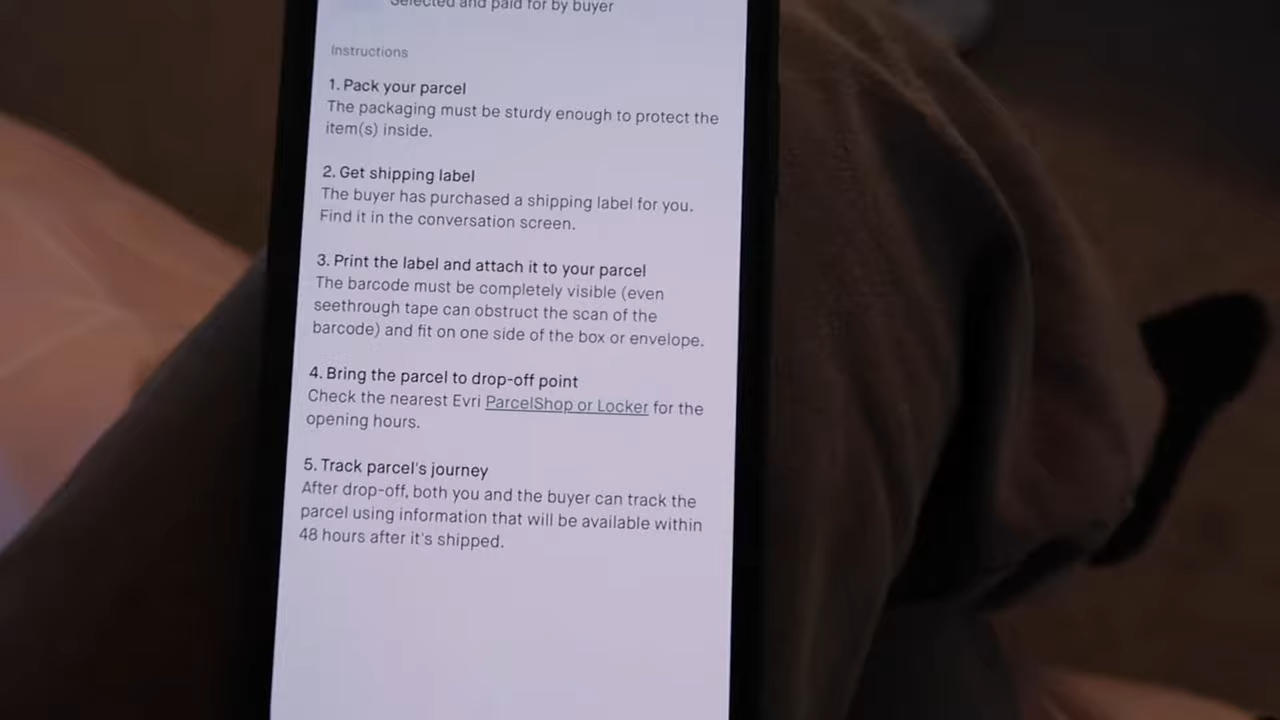 Selected and paid for by buyer
Instructions
1. Pack your parcel
The packaging must be sturdy enough to protect the
item(s) inside.
2. Get shipping label
The buyer has purchased a shipping label for you.
Find it in the conversation screen.
3. Print the label and attach it to your parcel
The barcode must be completely visible (even
seethrough tape can obstruct the scan of the
barcode) and fit on one side of the box or envelope.
4. Bring the parcel to drop-off point
Check the nearest Evri ParcelShop or Locker for the
opening hours.
5. Track parcel's journey
After drop-off, both you and the buyer can track the
parcel using information that will be available within
48 hours after it's shipped.